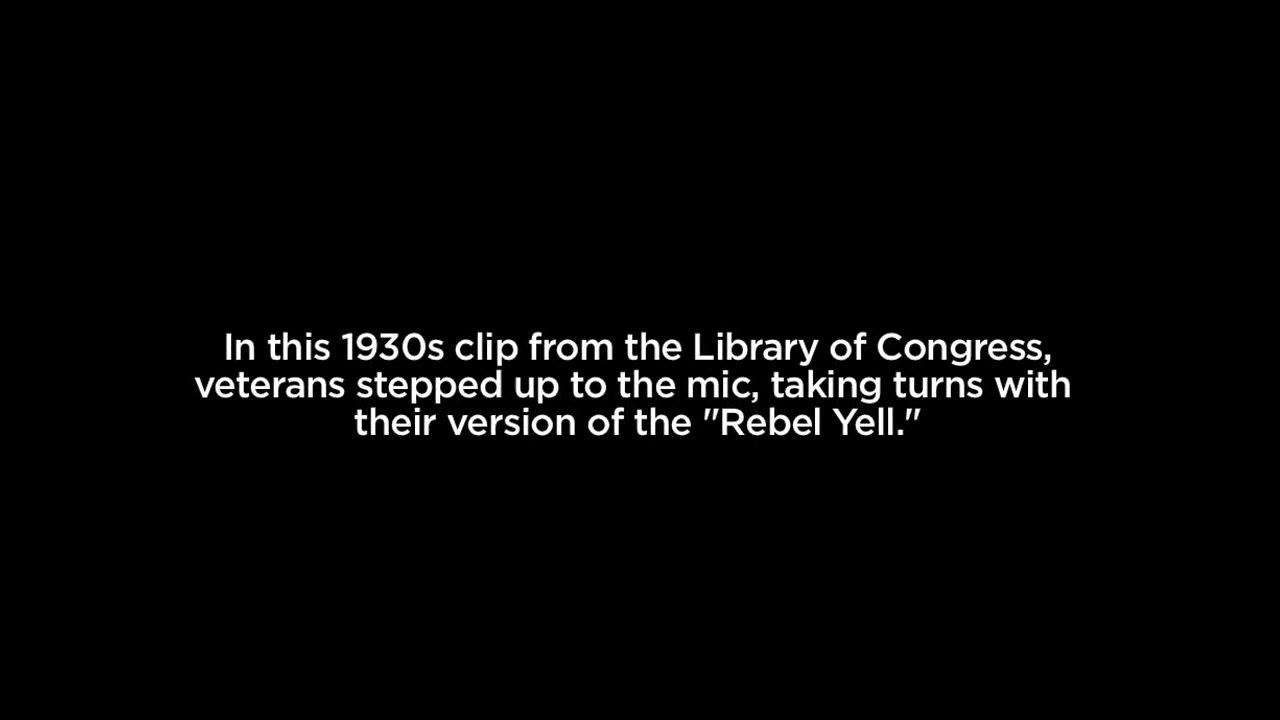 In this 1930s clip from the Library of Congress,
veterans stepped up to the mic, taking turns with
their version of the "Rebel Yell."